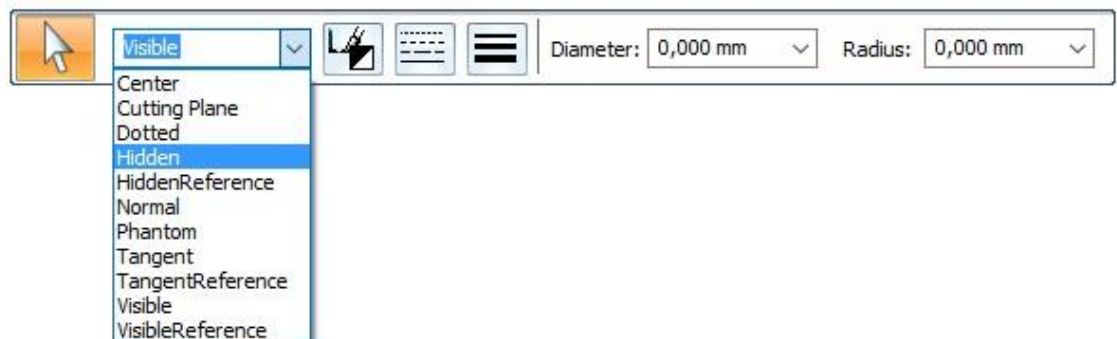 Visible Diameter: 0,000 mm Radius: 0,000 mm
Center
Cutting Plane
Dotted
Hidden
HiddenReference
Normal
Phantom
Tangent
TangentReference
Visible
VisibleReference